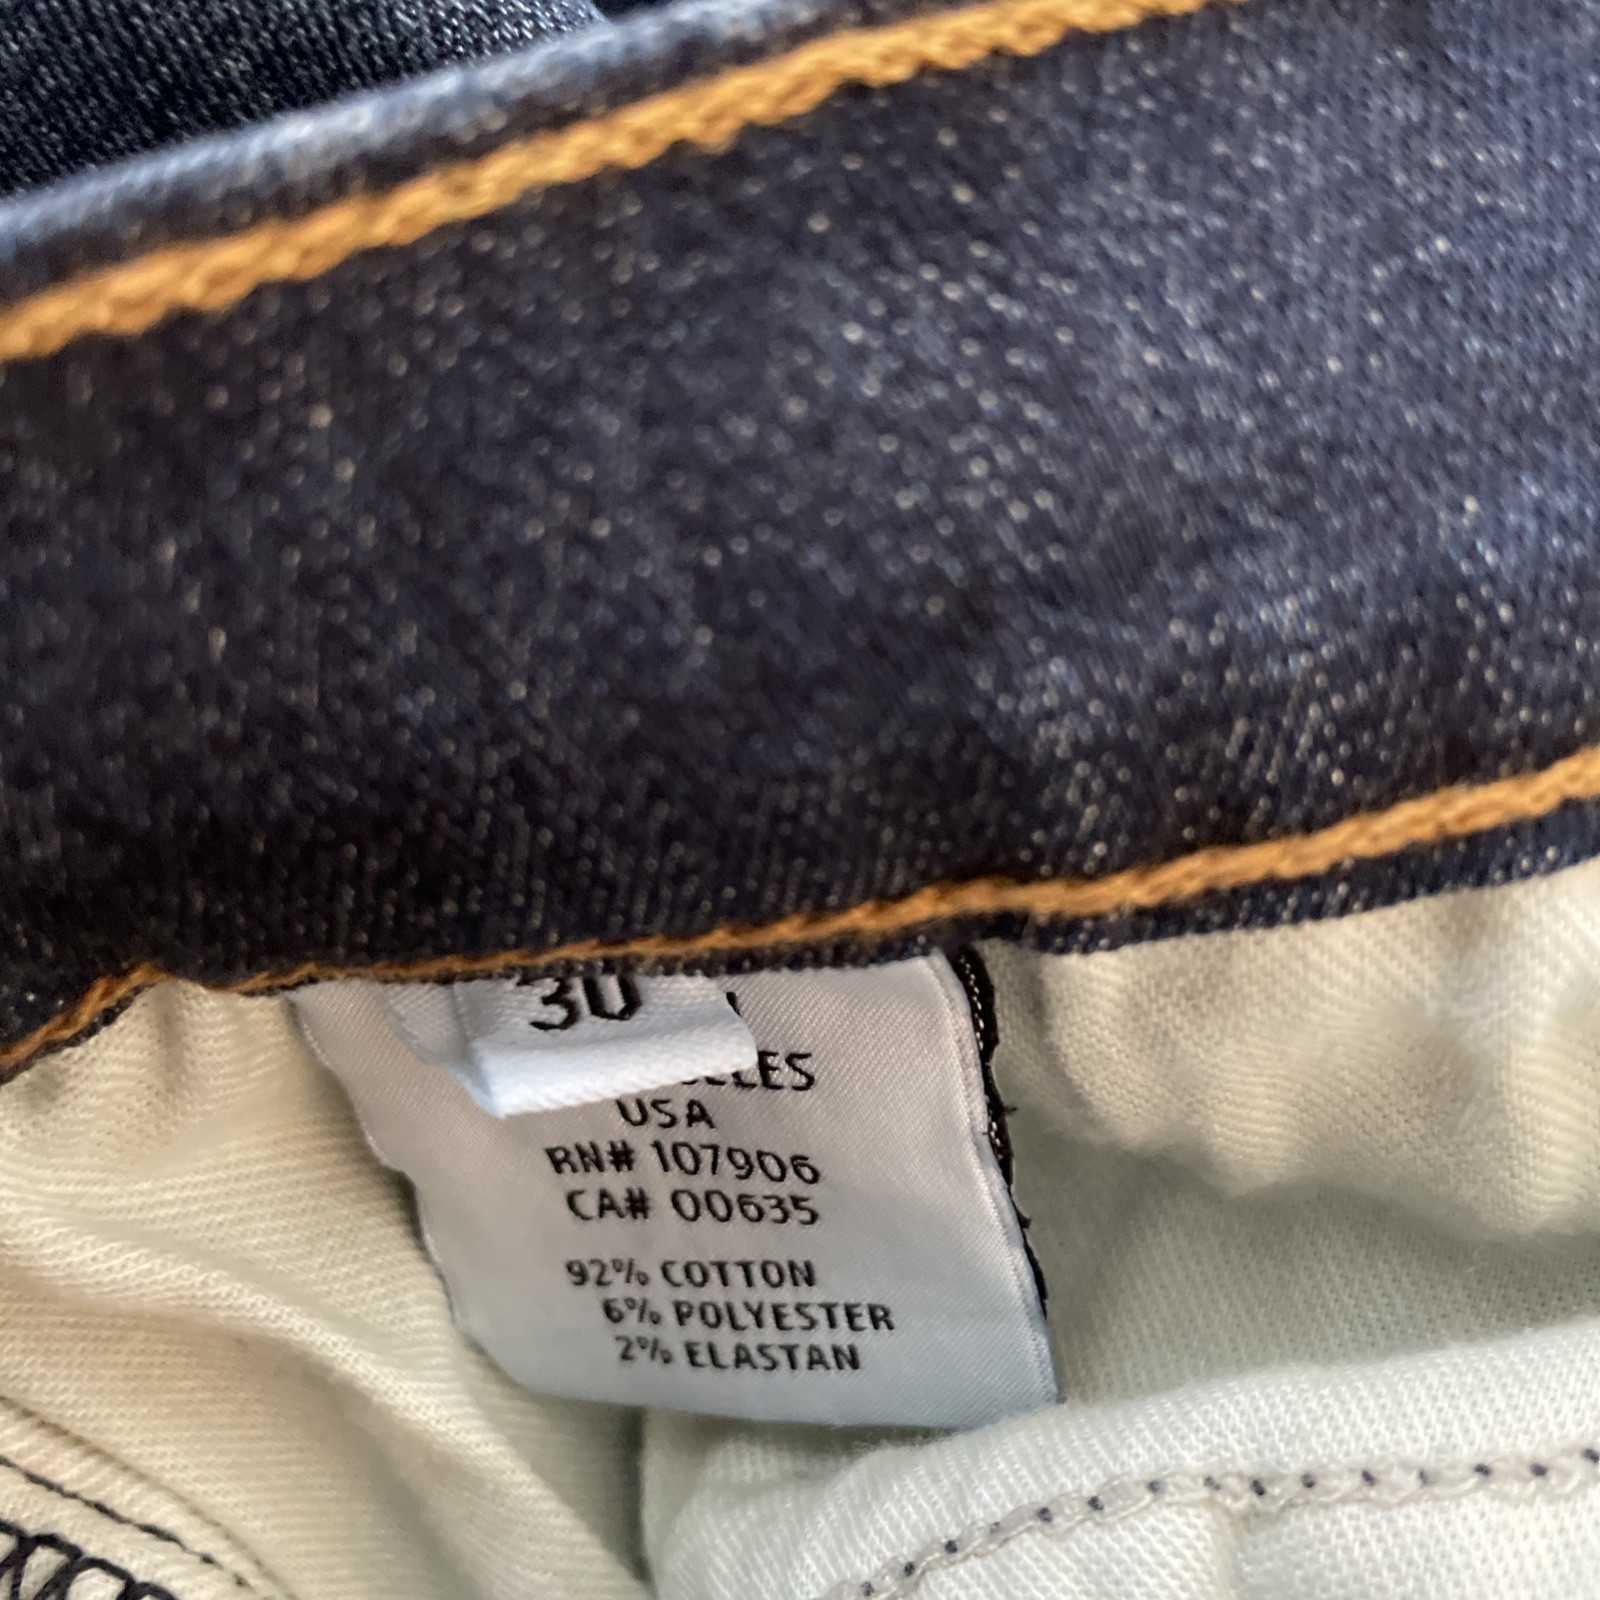 30
USA
RN# 107906
CA# 00635
92% COTTON
6% POLYESTER
2% ELASTAN